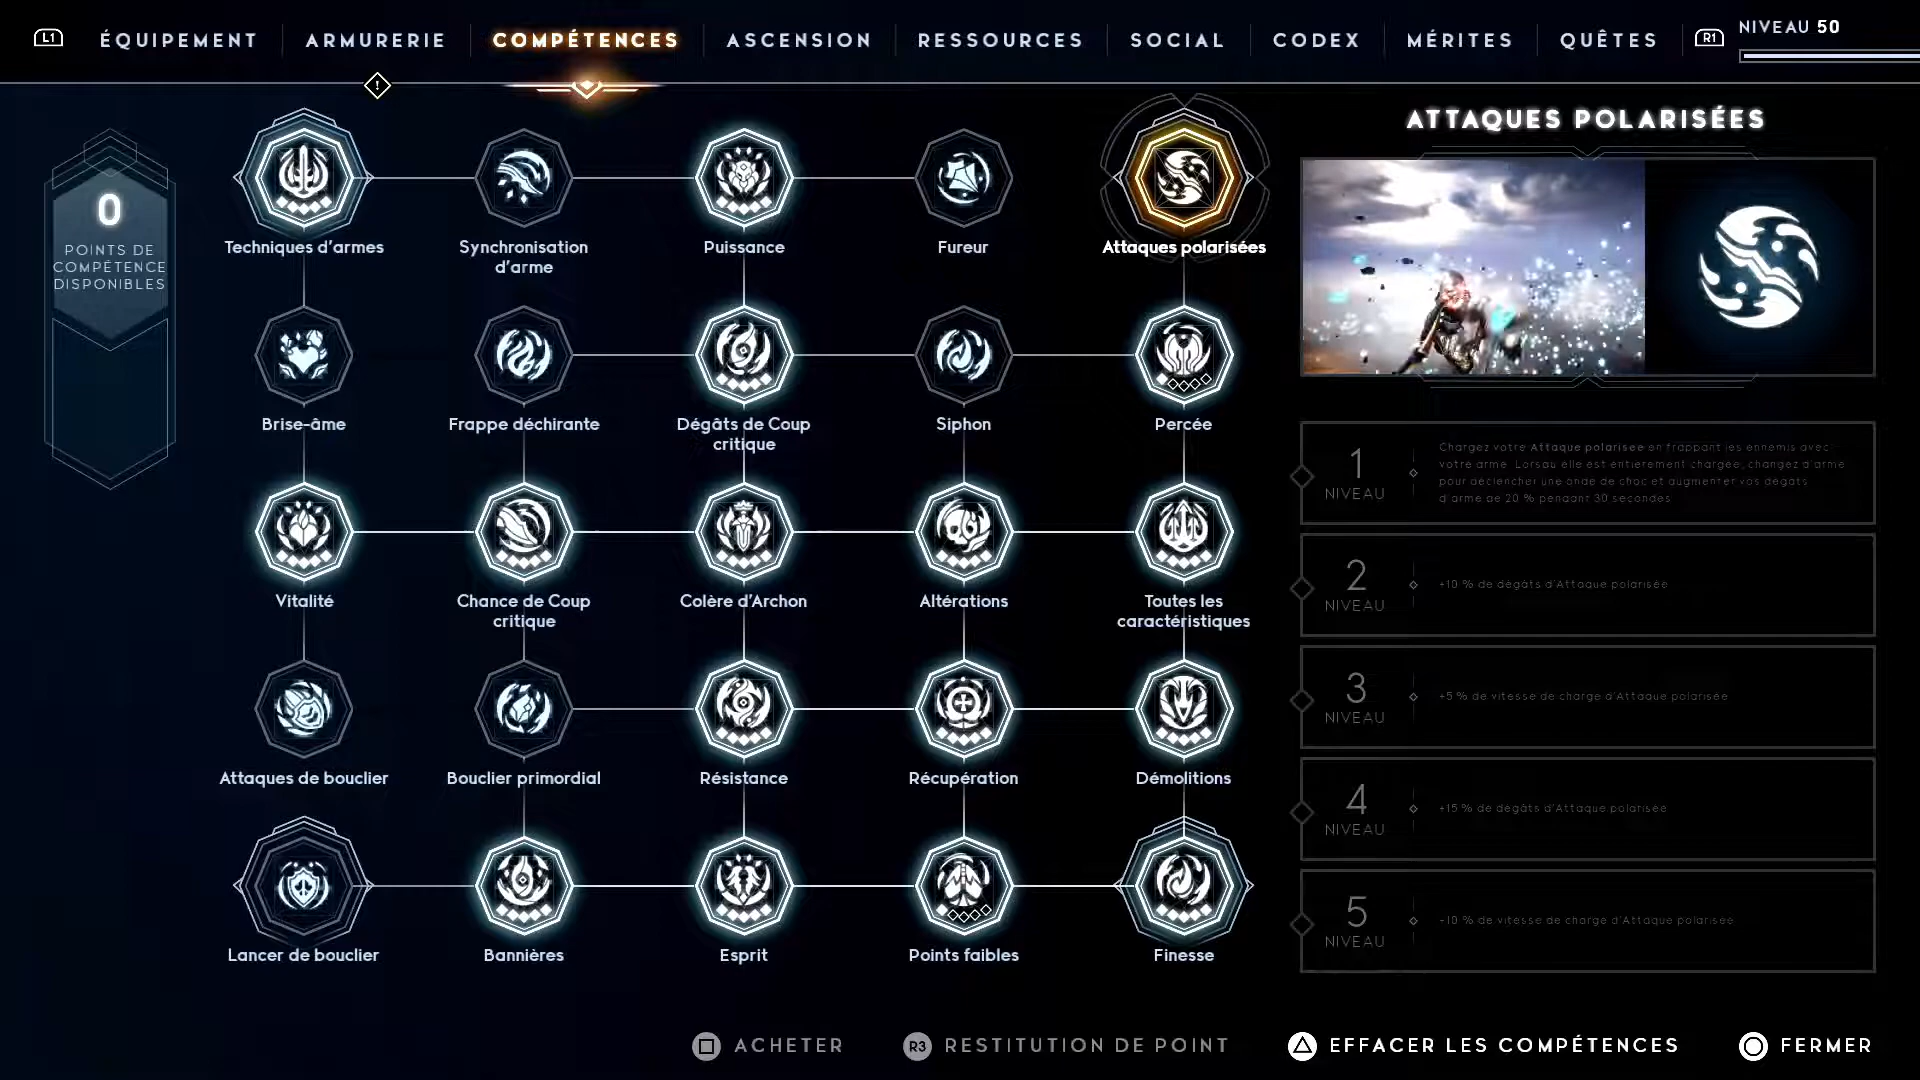 L1 ÉQUIPEMENT ARMURERIE COMPÉTENCES ASCENSION RESSOURCES SOCIAL CODEX MÉRITES QUÊTES R1 NIVEAU 50
0
POINTS DE
COMPÉTENCE
DISPONIBLES
Techniques d'armes
Synchronisation
d'arme
Puissance
Fureur
Attaques polarisées
Brise-âme
Frappe déchirante
Dégâts de Coup
critique
Siphon
Percée
Vitalité
Chance de Coup
critique
Colère d'Archon
Altérations
Toutes les
caractéristiques
Attaques de bouclier
Bouclier primordial
Résistance
Récupération
Démolitions
Lancer de bouclier
Bannières
Esprit
Points faibles
Finesse
ATTAQUES POLARISÉES
1
NIVEAU
Chargez votre Attaque polarisée en frappant les ennemis avec
votre arme. Lorsqu'elle est entièrement chargée, changez d'arme
pour déclencher une onde de choc et augmenter vos dégâts
d'arme de 20 % pendant 30 secondes.
2
NIVEAU
+10 % de dégâts d'Attaque polarisée
3
NIVEAU
+5 % de vitesse de charge d'Attaque polarisée
4
NIVEAU
+15 % de dégâts d'Attaque polarisée
5
NIVEAU
+10 % de vitesse de charge d'Attaque polarisée
ACHETER R3 RESTITUTION DE POINT EFFACER LES COMPÉTENCES FERMER